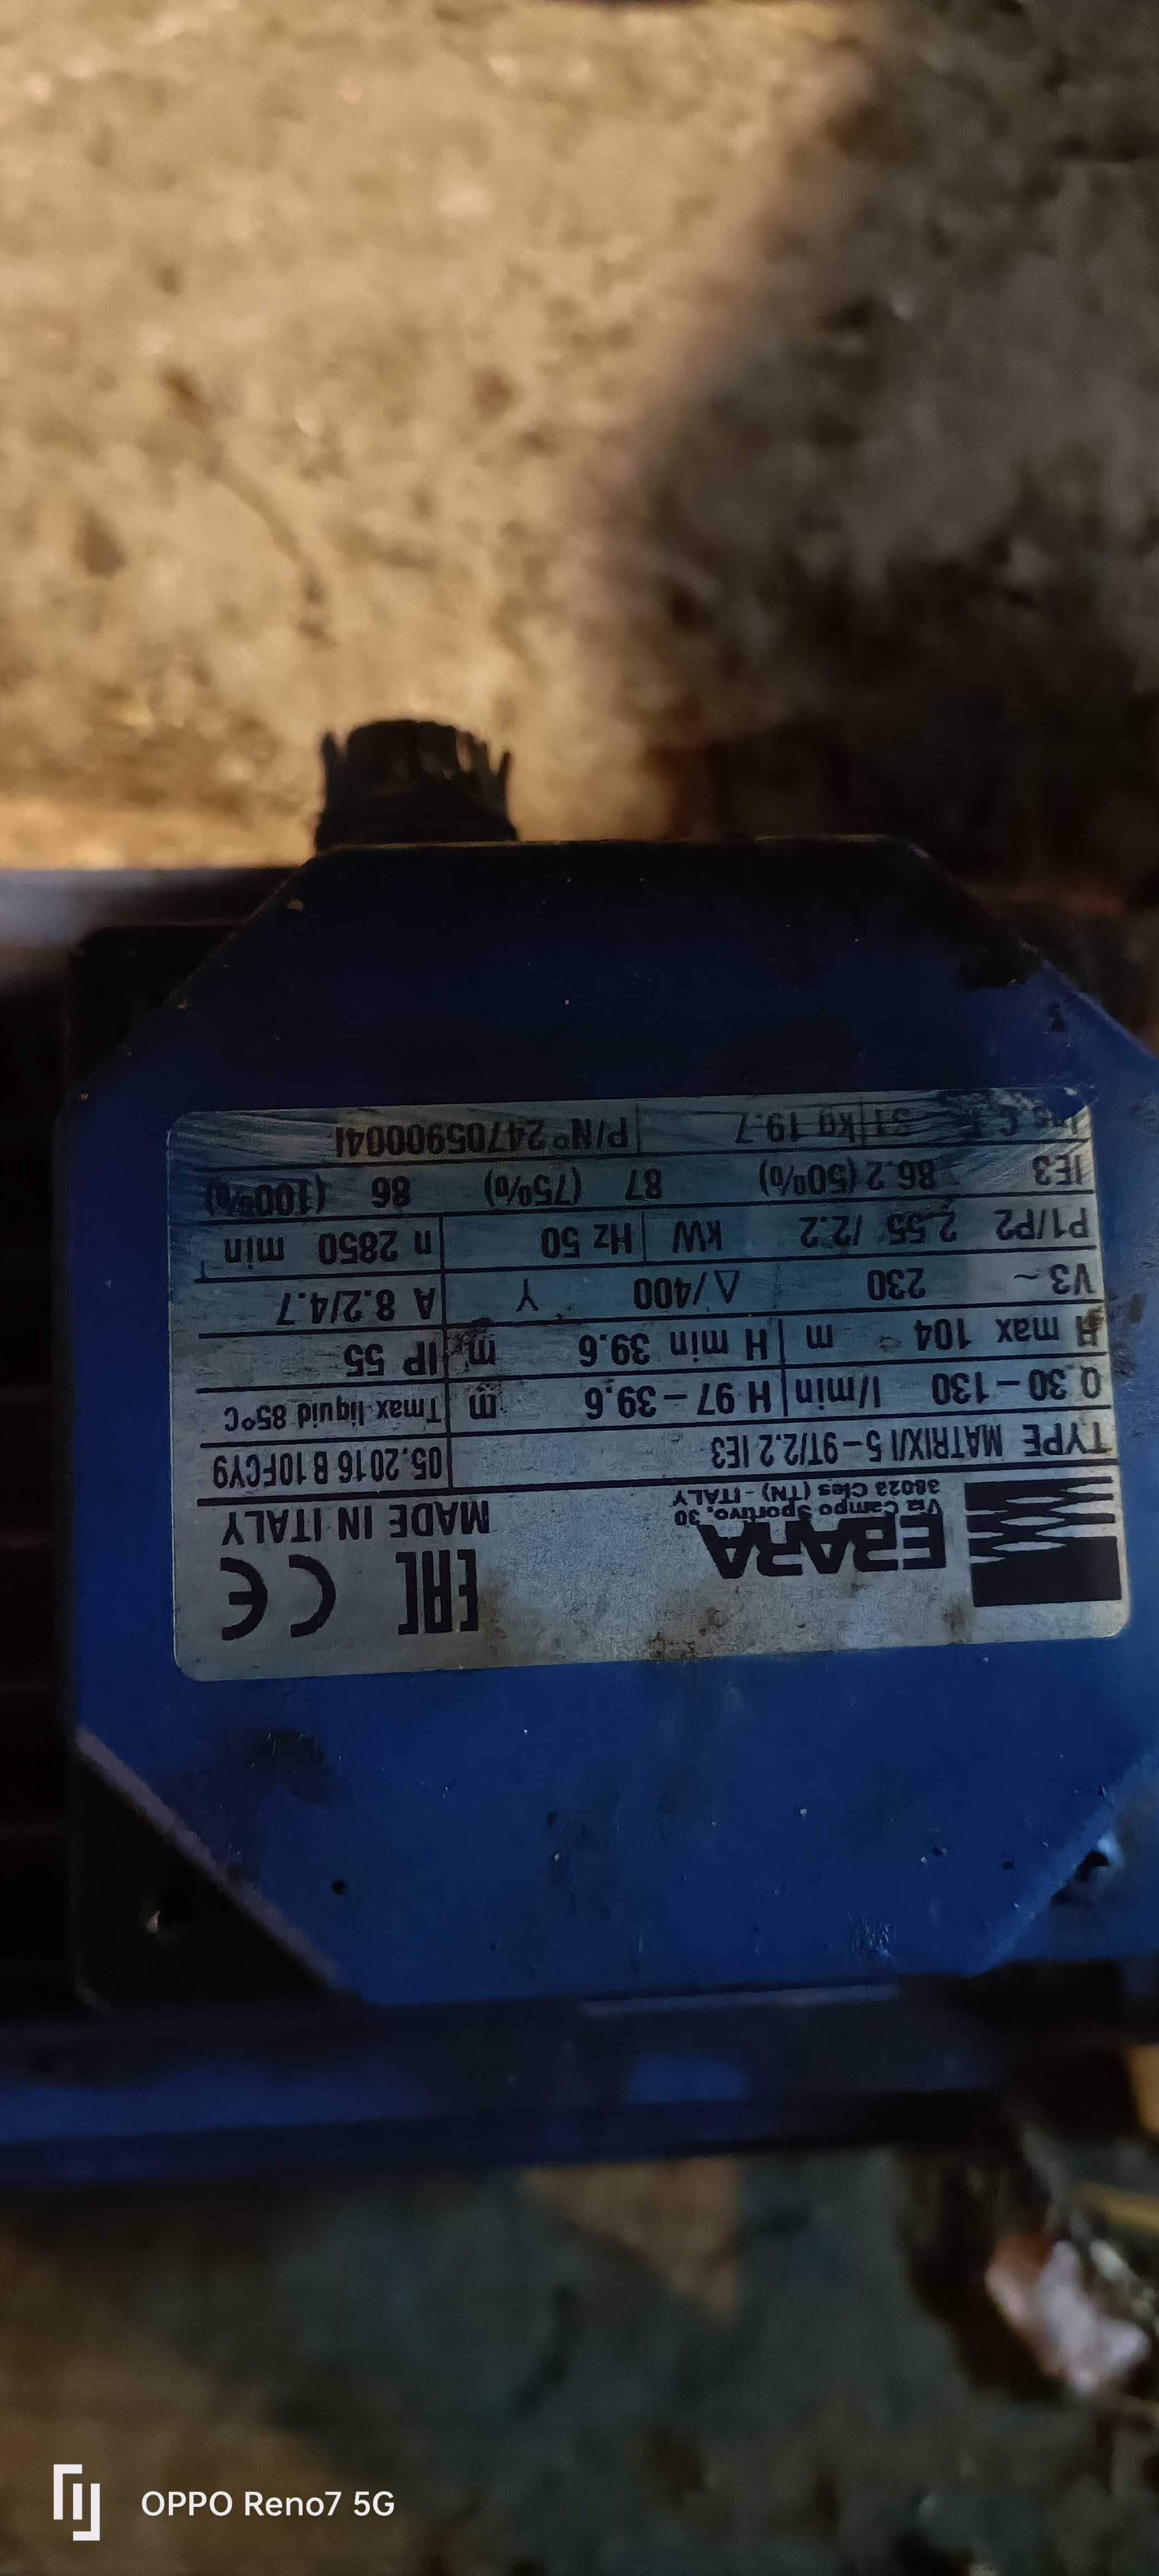 EBARA
Via Campo Sportivo, 30
38023 Cles (TN) - ITALY
EAC CE
MADE IN ITALY
TYPE MATRIX/I 5-9T/2.2 IE3 05.2016 B10FCY9
Q 30-130 l/min H 97-39.6 m Tmax liquid 85°C
H max 104 m H min 39.6 m IP 55
V3~ 230 Δ/400 Y A 8.2/4.7
P1/P2 2.55 /2.2 kW Hz 50 n 2850 min
IE3 86.2 (50%) 87 (75%) 86 (100%)
kg 19.7 P/N° 247059004I
OPPO Reno7 5G